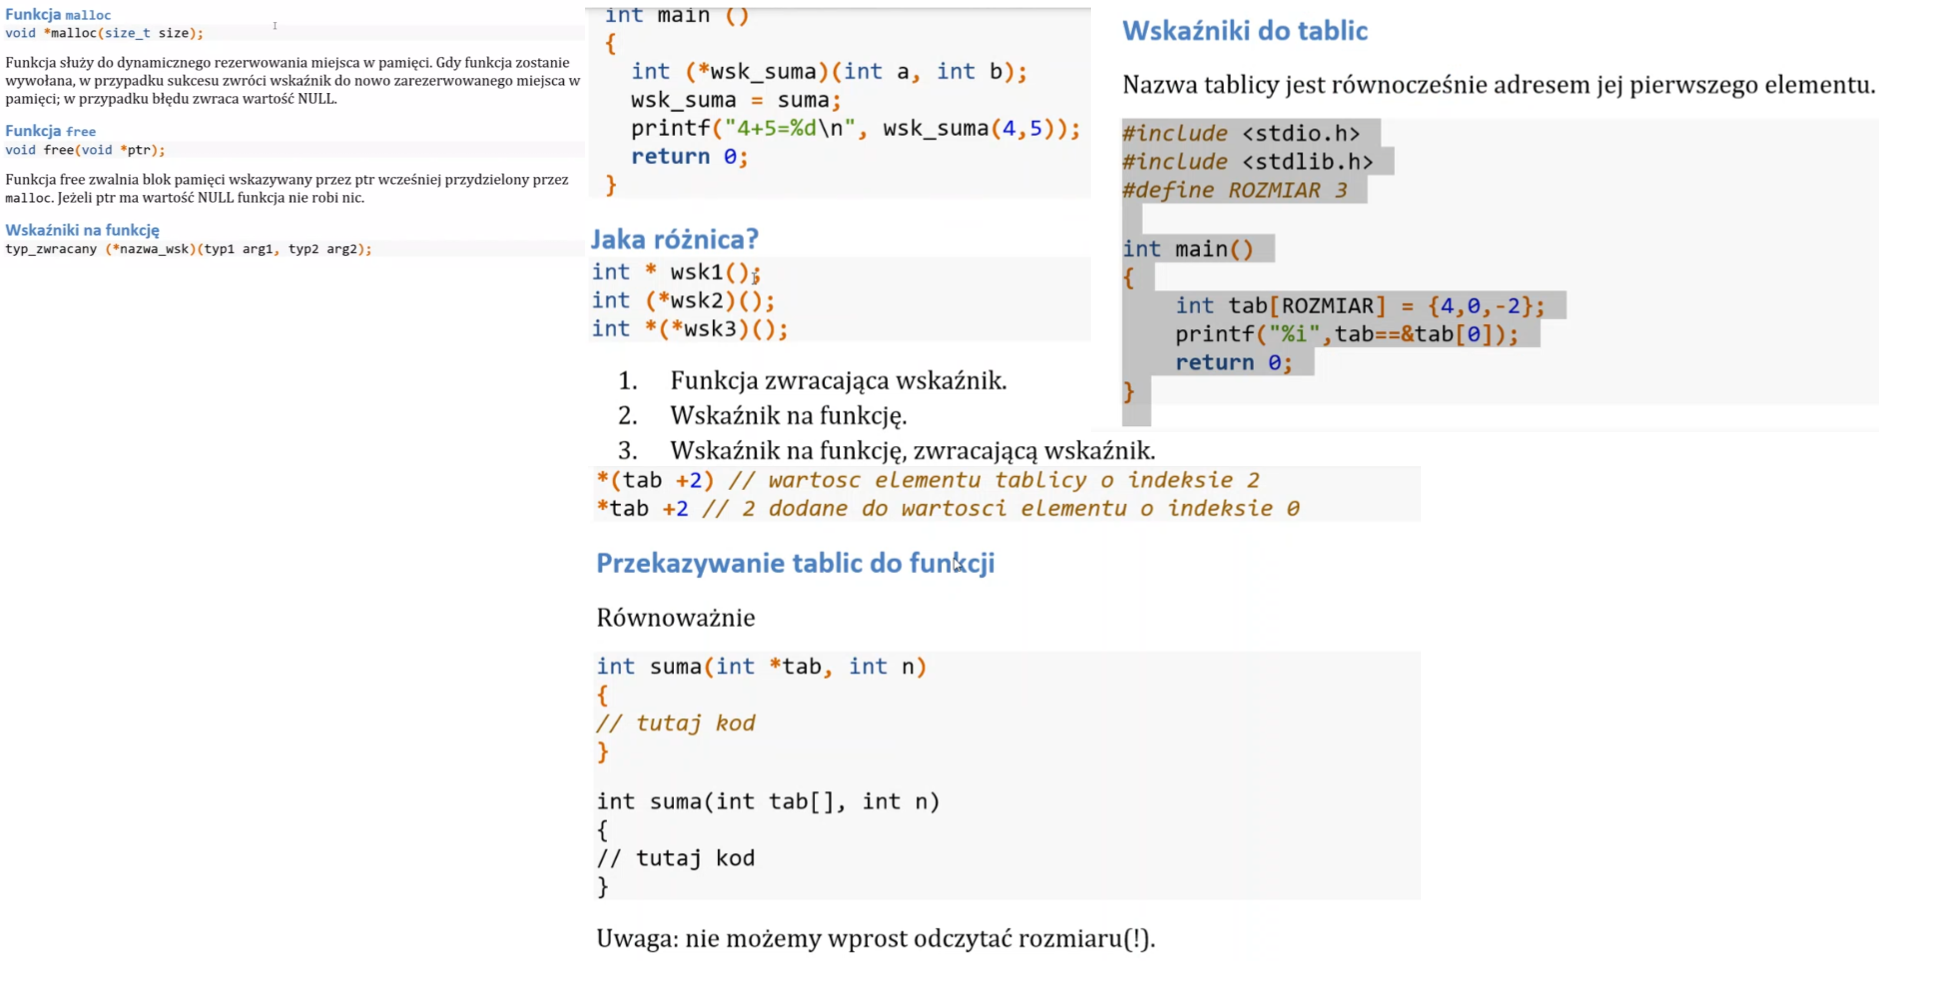 Funkcja malloc
void *malloc(size_t size);
Funkcja służy do dynamicznego rezerwowania miejsca w pamięci. Gdy funkcja zostanie
wywołana, w przypadku sukcesu zwróci wskaźnik do nowo zarezerwowanego miejsca w
pamięci; w przypadku błędu zwraca wartość NULL.
Funkcja free
void free(void *ptr);
Funkcja free zwalnia blok pamięci wskazywany przez ptr wcześniej przydzielony przez
malloc. Jeżeli ptr ma wartość NULL funkcja nie robi nic.
Wskaźniki na funkcję
typ_zwracany (*nazwa_wsk)(typ1 arg1, typ2 arg2);
int main ()
{
int (*wsk_suma)(int a, int b);
wsk_suma = suma;
printf("4+5=%d\n", wsk_suma(4,5));
return 0;
}
Jaka różnica?
int * wsk1();
int (*wsk2)();
int *(*wsk3)();
1. Funkcja zwracająca wskaźnik.
2. Wskaźnik na funkcję.
3. Wskaźnik na funkcję, zwracającą wskaźnik.
*(tab +2) // wartosc elementu tablicy o indeksie 2
*tab +2 // 2 dodane do wartosci elementu o indeksie 0
Przekazywanie tablic do funkcji
Równoważnie
int suma(int *tab, int n)
{
// tutaj kod
}
int suma(int tab[], int n)
{
// tutaj kod
}
Uwaga: nie możemy wprost odczytać rozmiaru(!).
Wskaźniki do tablic
Nazwa tablicy jest równocześnie adresem jej pierwszego elementu.
#include <stdio.h>
#include <stdlib.h>
#define ROZMIAR 3
int main()
{
int tab[ROZMIAR] = {4,0,-2};
printf("%i",tab==&tab[0]);
return 0;
}